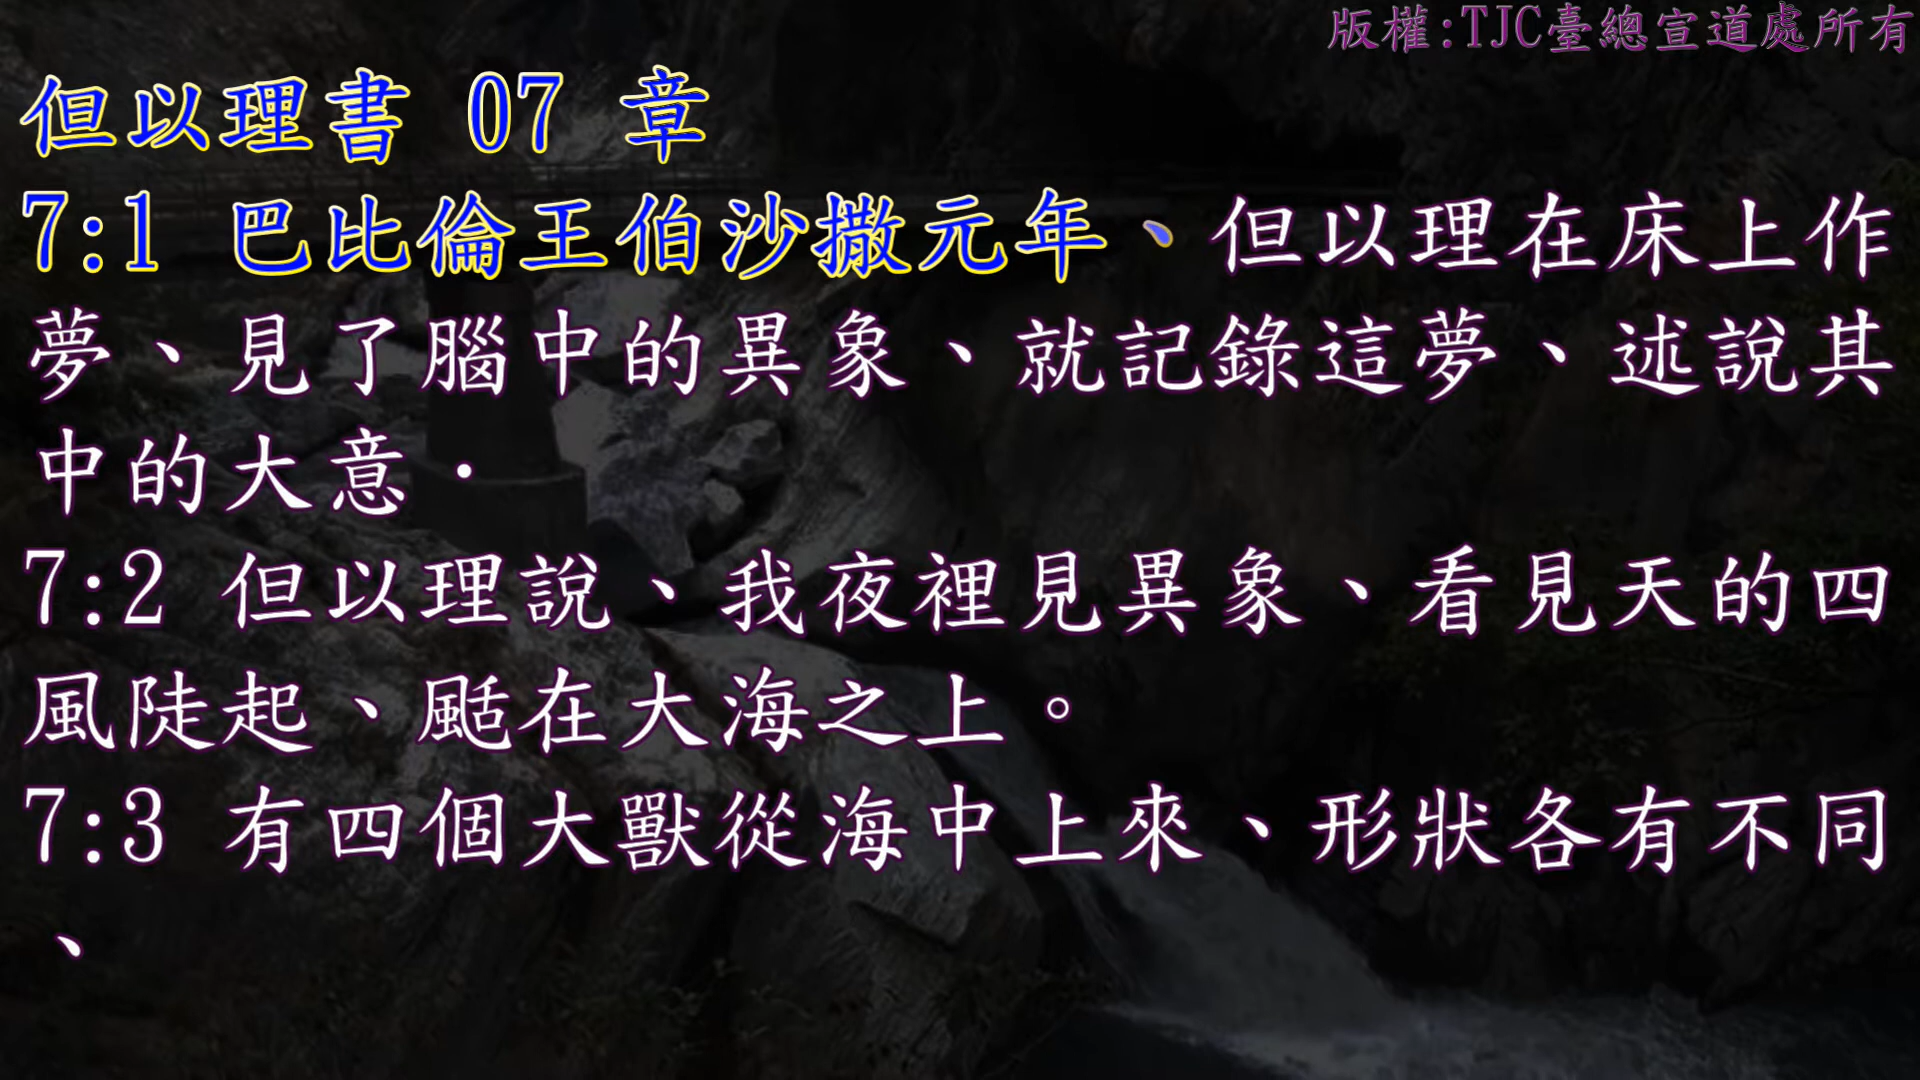 版權:TJC臺總宣道處所有
但以理書 07 章
7:1 巴比倫王伯沙撒元年、但以理在床上作
夢、見了腦中的異象、就記錄這夢、述說其
中的大意．
7:2 但以理說、我夜裡見異象、看見天的四
風陡起、颳在大海之上。
7:3 有四個大獸從海中上來、形狀各有不同
、